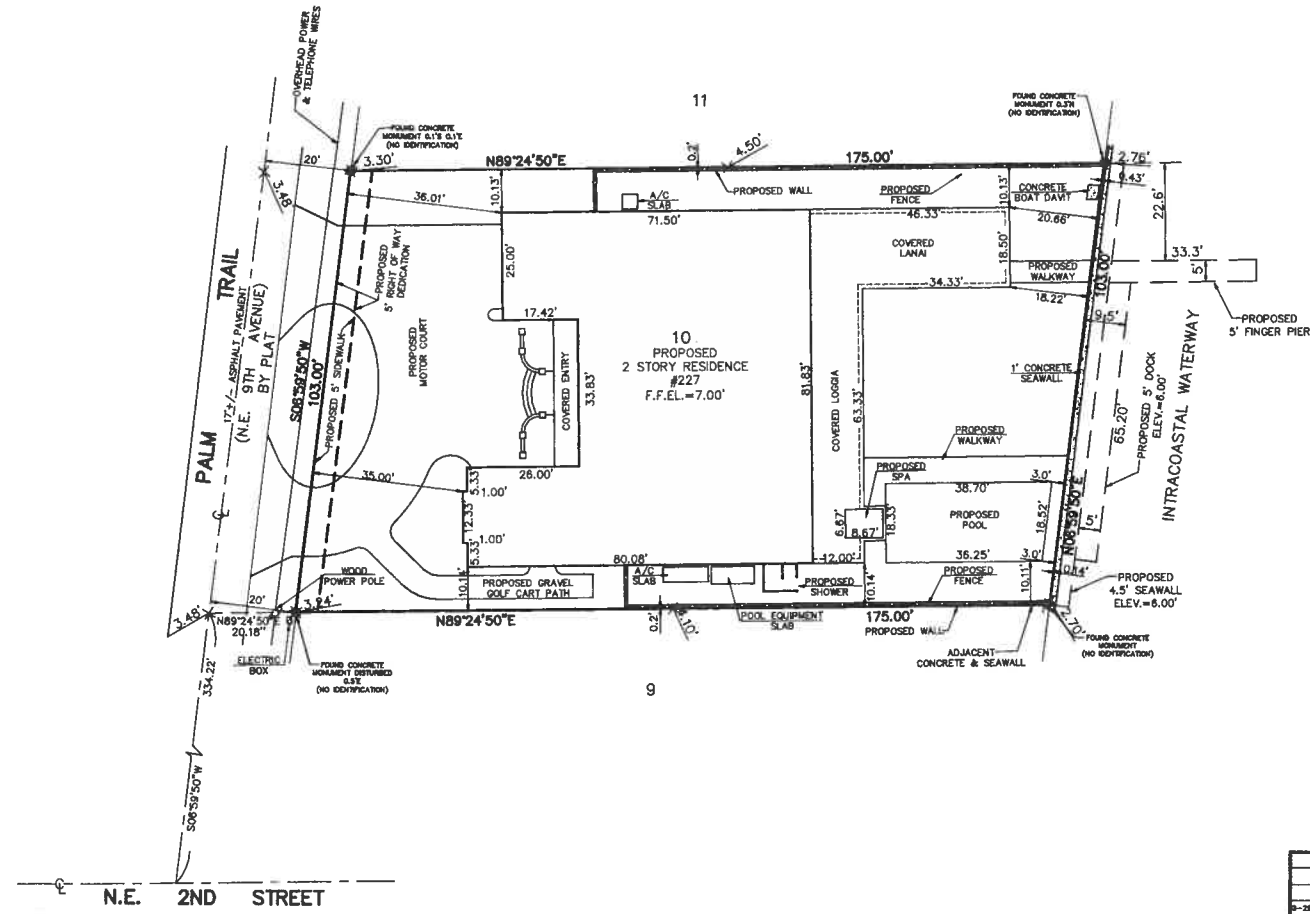 OVERHEAD POWER
& TELEPHONE WIRES
11
FOUND CONCRETE
MONUMENT 0.1'S 0.1'E
(NO IDENTIFICATION)
FOUND CONCRETE
MONUMENT 0.3'N
(NO IDENTIFICATION)
20'
3.30'
N89°24'50"E
0.2'
4.50'
175.00'
2.76'
3.48
36.01'
10.13'
A/C
SLAB
PROPOSED WALL
PROPOSED
FENCE
10.13'
CONCRETE
BOAT DAVIT
0.43'
22.6'
71.50'
46.33'
20.66'
COVERED
LANAI
18.50'
PROPOSED
WALKWAY
33.3'
5'
34.33'
18.22'
103.00'
9.5'
PROPOSED
5' FINGER PIER
PROPOSED
5' RIGHT OF WAY
DEDICATION
25.00'
17.42'
PALM TRAIL
17'+/- ASPHALT PAVEMENT
(N.E. 9TH AVENUE)
BY PLAT
S06°59'50"W
103.00'
PROPOSED 5' SIDEWALK
PROPOSED
MOTOR COURT
COVERED ENTRY
33.83'
10
PROPOSED
2 STORY RESIDENCE
#227
F.F.EL.=7.00'
81.83'
COVERED LOGGIA
63.33'
1' CONCRETE
SEAWALL
65.20'
PROPOSED 5' DOCK
ELEV.=6.00'
INTRACOASTAL WATERWAY
PROPOSED
WALKWAY
35.00'
26.00'
5.33'
1.00'
12.33'
1.00'
5.33'
PROPOSED
SPA
38.70'
3.0'
6.67'
8.67'
18.33'
PROPOSED
POOL
18.52'
N06°59'50"E
5'
36.25'
3.0'
80.08'
12.00'
WOOD
POWER POLE
PROPOSED GRAVEL
GOLF CART PATH
10.14'
A/C
SLAB
PROPOSED
SHOWER
10.14'
PROPOSED
FENCE
10.11'
0.14'
PROPOSED
4.5' SEAWALL
ELEV.=6.00'
3.48'
20'
N89°24'50"E
20.18'
3.24'
N89°24'50"E
0.2'
4.10'
POOL EQUIPMENT
SLAB
175.00'
PROPOSED WALL
2.70'
FOUND CONCRETE
MONUMENT
(NO IDENTIFICATION)
ELECTRIC
BOX
FOUND CONCRETE
MONUMENT DISTURBED
0.5'E
(NO IDENTIFICATION)
ADJACENT
CONCRETE & SEAWALL
9
334.22'
S06°59'50"W
N.E. 2ND STREET